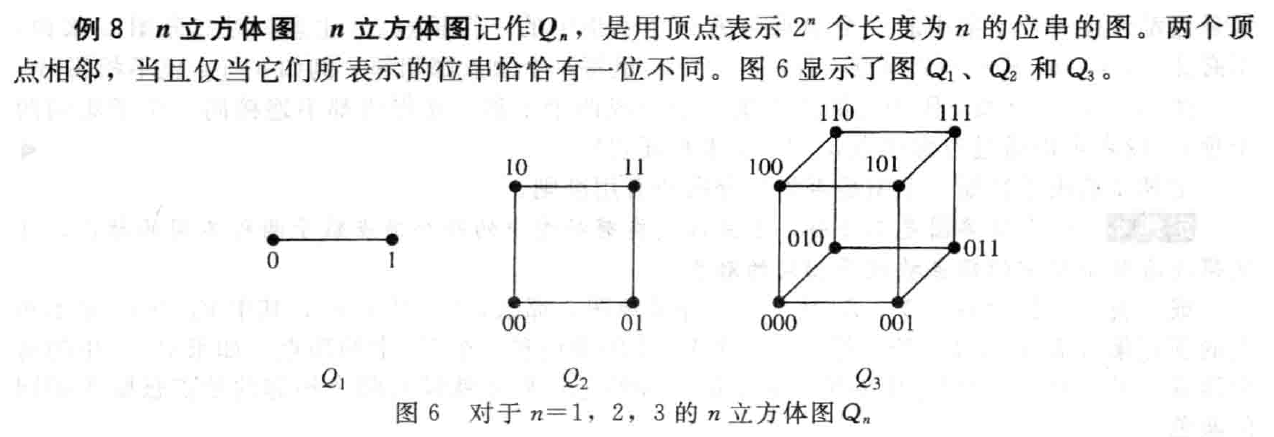 例 8 n 立方体图 n 立方体图记作 Qₙ，是用顶点表示 2ⁿ 个长度为 n 的位串的图。两个顶
点相邻，当且仅当它们所表示的位串恰恰有一位不同。图 6 显示了图 Q₁、Q₂ 和 Q₃。
110 111
10 11 100 101
0 1 010 011
00 01 000 001
Q₁ Q₂ Q₃
图 6 对于 n＝1，2，3 的 n 立方体图 Qₙ